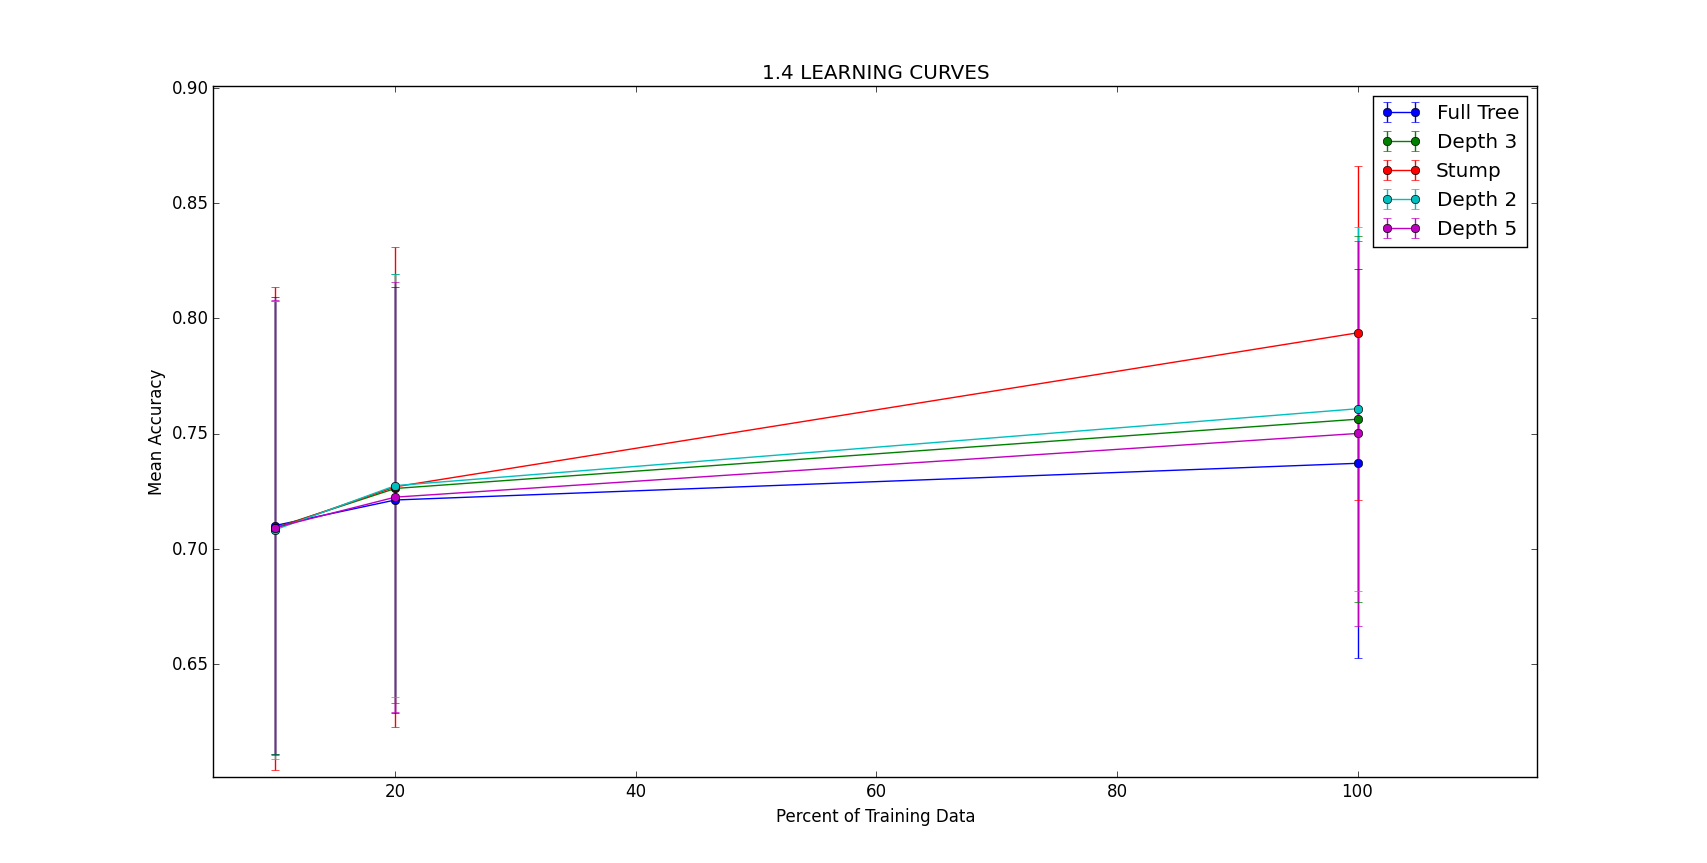 1.4 LEARNING CURVES
0.90
0.85
0.80
0.75
0.70
0.65
Mean Accuracy
Full Tree
Depth 3
Stump
Depth 2
Depth 5
20 40 60 80 100
Percent of Training Data